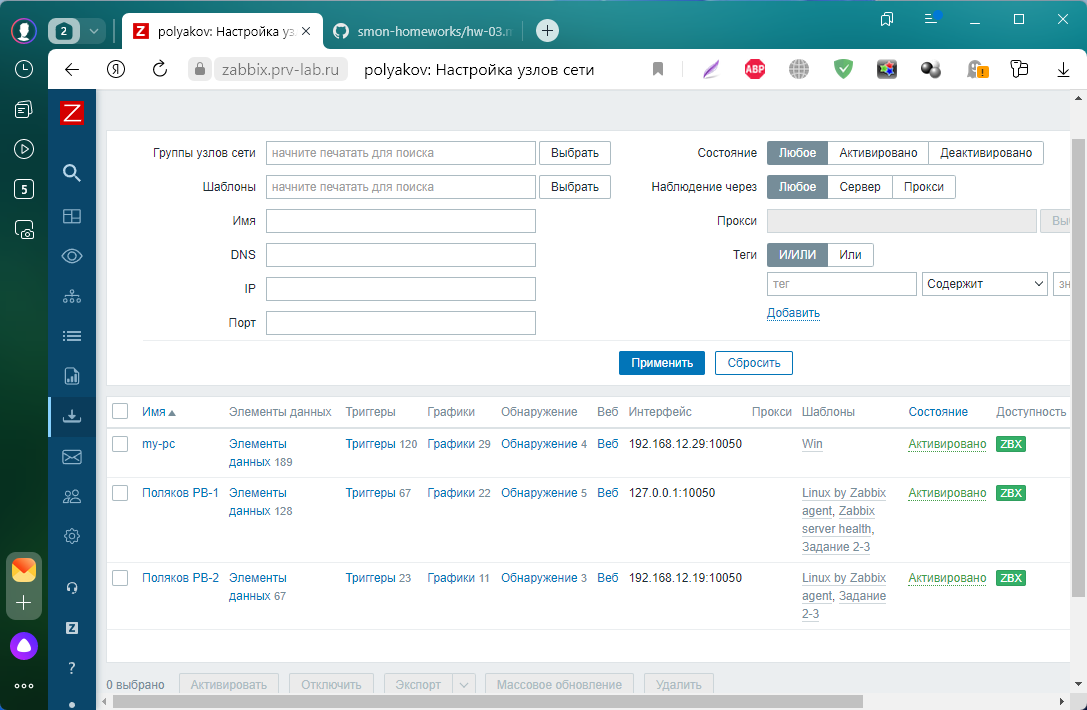 2
polyakov: Настройка уз
smon-homeworks/hw-03.m
zabbix.prv-lab.ru
polyakov: Настройка узлов сети
ABP
5
Z
Группы узлов сети
начните печатать для поиска
Выбрать
Состояние
Любое
Активировано
Деактивировано
Шаблоны
начните печатать для поиска
Выбрать
Наблюдение через
Любое
Сервер
Прокси
Имя
Прокси
Выб
DNS
Теги
И/ИЛИ
Или
IP
тег
Содержит
зн
Порт
Добавить
Применить
Сбросить
Имя
Элементы данных
Триггеры
Графики
Обнаружение
Веб
Интерфейс
Прокси
Шаблоны
Состояние
Доступность
my-pc
Элементы
данных 189
Триггеры 120
Графики 29
Обнаружение 4
Веб
192.168.12.29:10050
Win
Активировано
ZBX
Поляков РВ-1
Элементы
данных 128
Триггеры 67
Графики 22
Обнаружение 5
Веб
127.0.0.1:10050
Linux by Zabbix
agent, Zabbix
server health,
Задание 2-3
Активировано
ZBX
Поляков РВ-2
Элементы
данных 67
Триггеры 23
Графики 11
Обнаружение 3
Веб
192.168.12.19:10050
Linux by Zabbix
agent, Задание
2-3
Активировано
ZBX
0 выбрано
Активировать
Отключить
Экспорт
Массовое обновление
Удалить